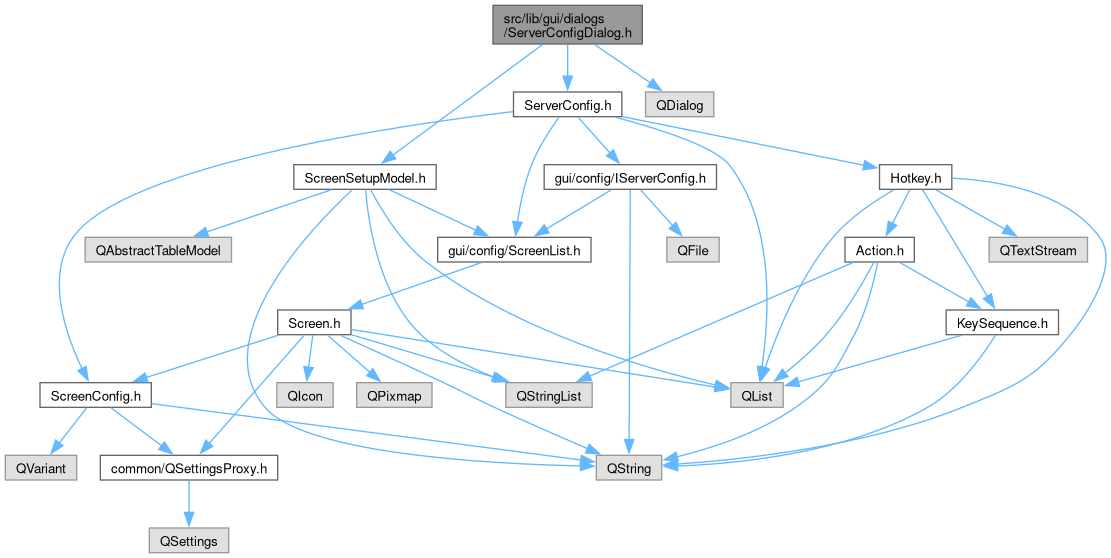 src/lib/gui/dialogs
/ServerConfigDialog.h
ServerConfig.h
QDialog
ScreenSetupModel.h
gui/config/IServerConfig.h
Hotkey.h
QAbstractTableModel
gui/config/ScreenList.h
QFile
Action.h
QTextStream
Screen.h
KeySequence.h
ScreenConfig.h
QIcon
QPixmap
QStringList
QList
QVariant
common/QSettingsProxy.h
QString
QSettings